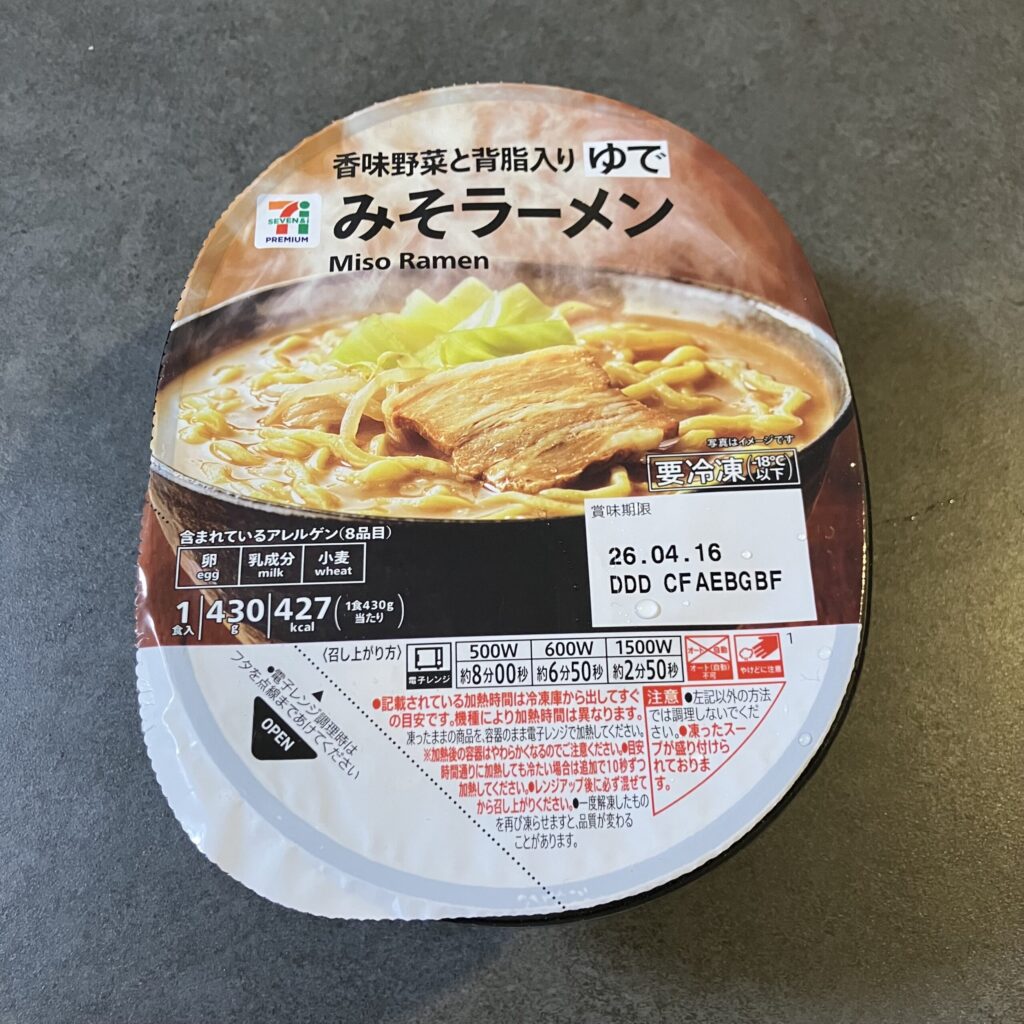 香味野菜と背脂入り ゆで
みそラーメン
SEVEN&i
PREMIUM
Miso Ramen
写真はイメージです
要冷凍(-18℃以下)
賞味期限
26.04.16
DDD CFAEBGBF
含まれているアレルゲン(8品目)
卵 乳成分 小麦
egg milk wheat
1食入 430g 427kcal (1食430g当たり)
〈召し上がり方〉
電子レンジ
500W 600W 1500W
約8分00秒 約6分50秒 約2分50秒
オート・自動
オート(自動)不可
やけどに注意
1
●電子レンジ調理時は
フタを点線まであけてください
OPEN
●記載されている加熱時間は冷凍庫から出してすぐ
の目安です。機種により加熱時間は異なります。
凍ったままの商品を、容器のまま電子レンジで加熱してください。
※加熱後の容器はやわらかくなるのでご注意ください。●目安
時間通りに加熱しても冷たい場合は追加で10秒ずつ
加熱してください。●レンジアップ後に必ず混ぜて
から召し上がりください。●一度解凍したもの
を再び凍らせますと、品質が変わる
ことがあります。
注意 ●左記以外の方法
では調理しないでくだ
さい。●凍ったスー
プが盛り付けら
れておりま
す。